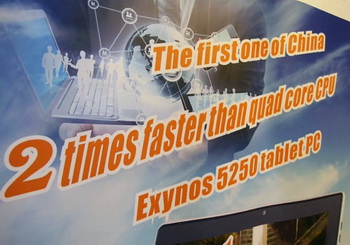 The first one of China
2 times faster than quad core CPU
Exynos 5250 tablet PC